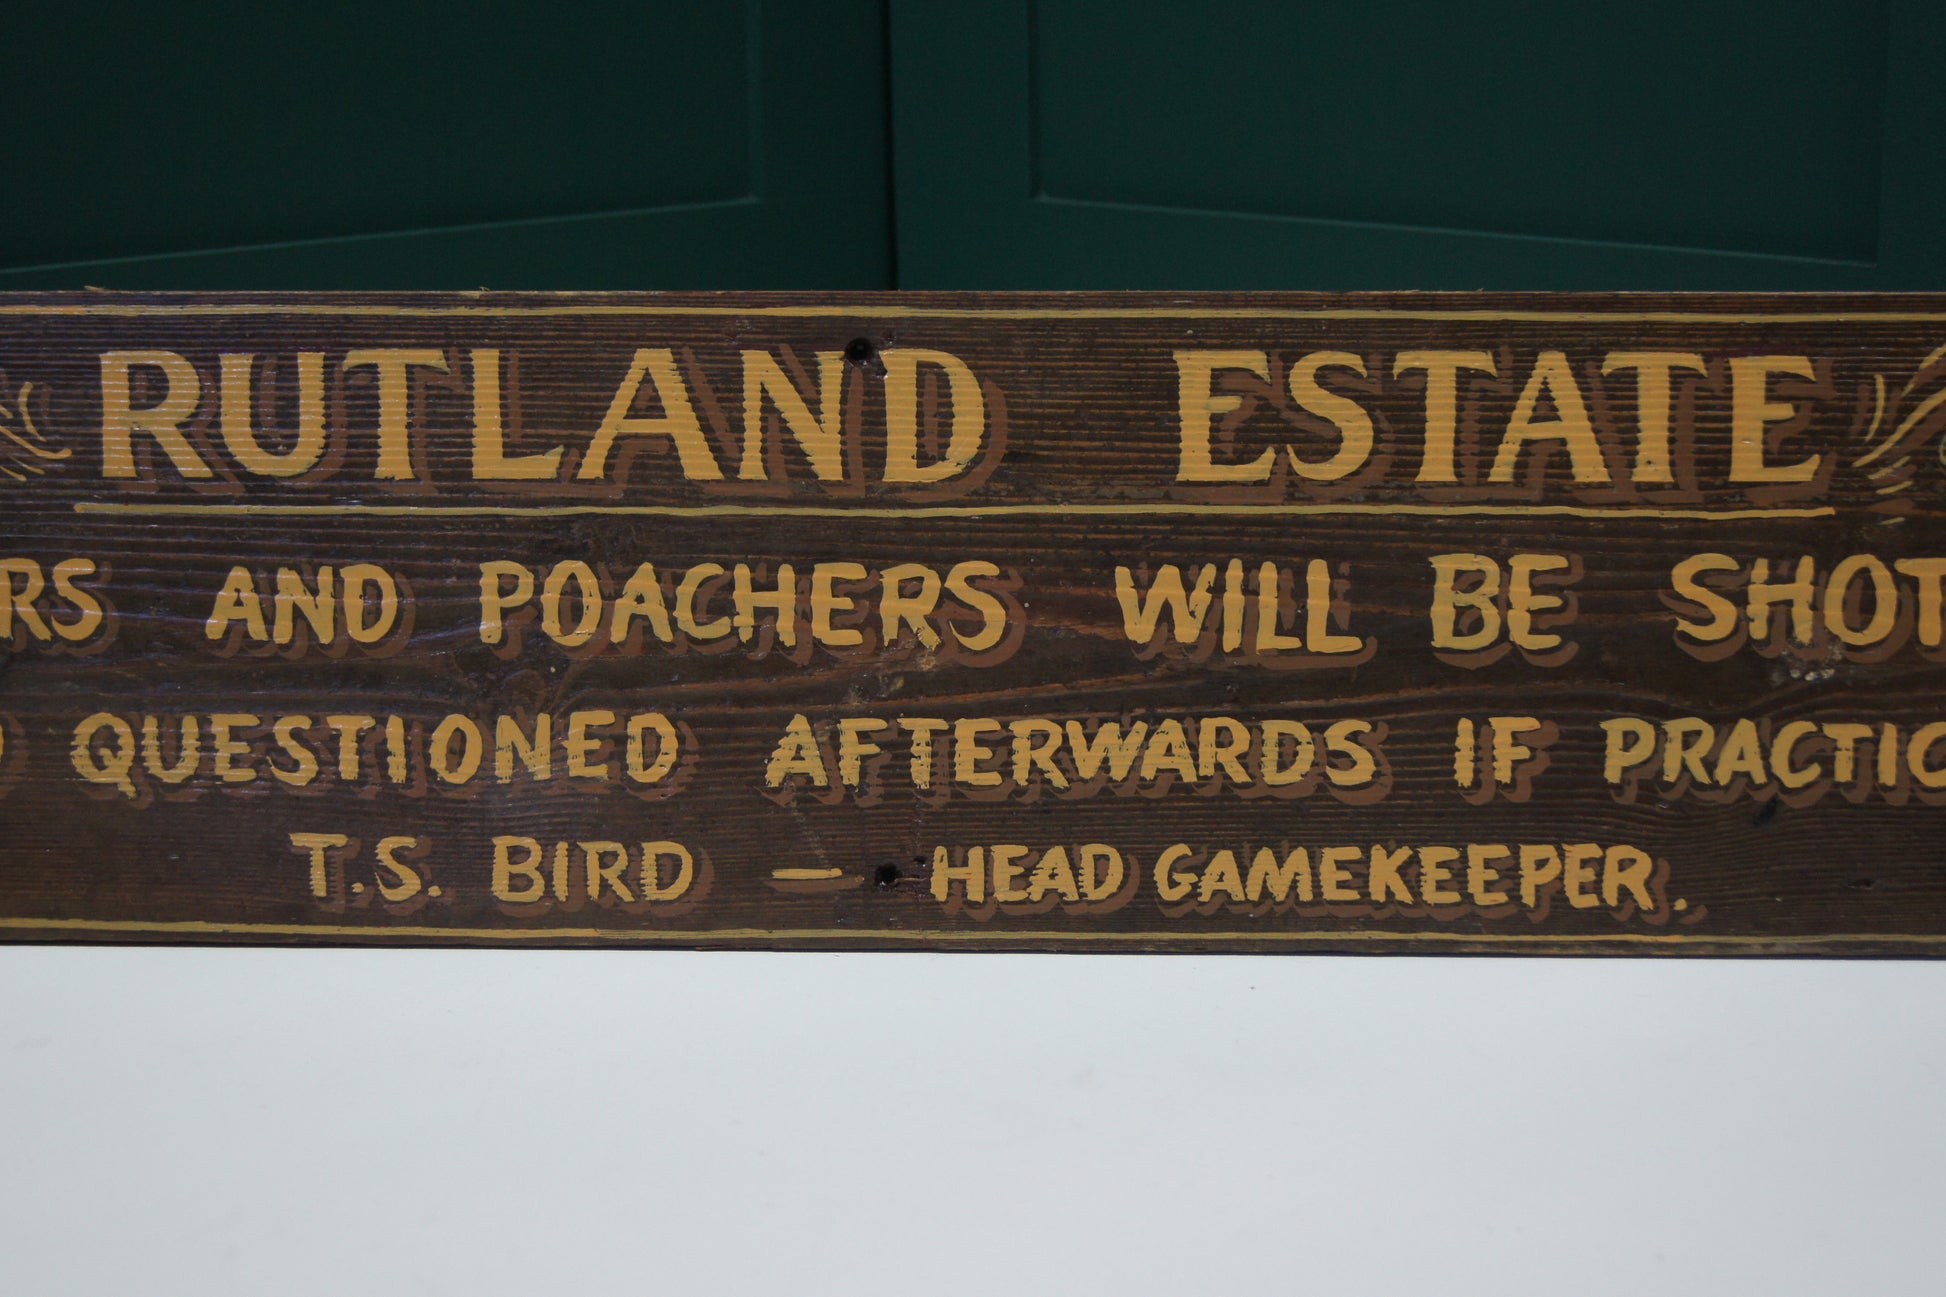 RUTLAND ESTATE
RS AND POACHERS WILL BE SHOT
QUESTIONED AFTERWARDS IF PRACTIC
T.S. BIRD — HEAD GAMEKEEPER.